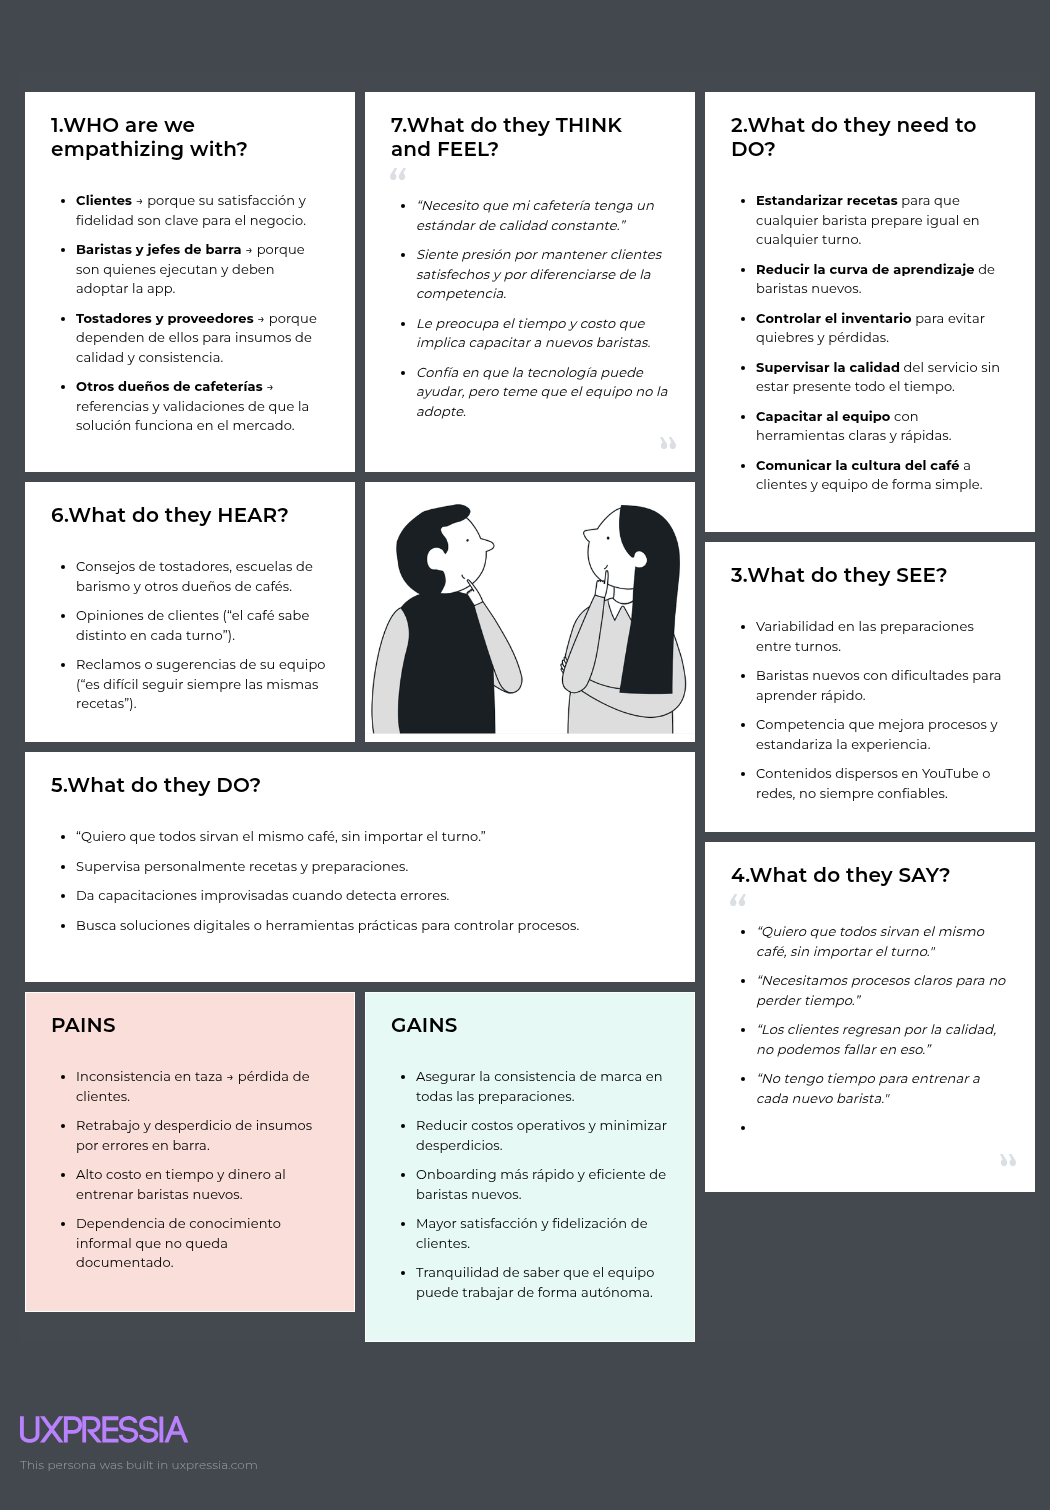 1.WHO are we
empathizing with?
• Clientes → porque su satisfacción y
fidelidad son clave para el negocio.
• Baristas y jefes de barra → porque
son quienes ejecutan y deben
adoptar la app.
• Tostadores y proveedores → porque
dependen de ellos para insumos de
calidad y consistencia.
• Otros dueños de cafeterías →
referencias y validaciones de que la
solución funciona en el mercado.
7.What do they THINK
and FEEL?
“
• “Necesito que mi cafetería tenga un
estándar de calidad constante.”
• Siente presión por mantener clientes
satisfechos y por diferenciarse de la
competencia.
• Le preocupa el tiempo y costo que
implica capacitar a nuevos baristas.
• Confía en que la tecnología puede
ayudar, pero teme que el equipo no la
adopte.
”
2.What do they need to
DO?
• Estandarizar recetas para que
cualquier barista prepare igual en
cualquier turno.
• Reducir la curva de aprendizaje de
baristas nuevos.
• Controlar el inventario para evitar
quiebres y pérdidas.
• Supervisar la calidad del servicio sin
estar presente todo el tiempo.
• Capacitar al equipo con
herramientas claras y rápidas.
• Comunicar la cultura del café a
clientes y equipo de forma simple.
6.What do they HEAR?
• Consejos de tostadores, escuelas de
barismo y otros dueños de cafés.
• Opiniones de clientes (“el café sabe
distinto en cada turno”).
• Reclamos o sugerencias de su equipo
(“es difícil seguir siempre las mismas
recetas”).
3.What do they SEE?
• Variabilidad en las preparaciones
entre turnos.
• Baristas nuevos con dificultades para
aprender rápido.
• Competencia que mejora procesos y
estandariza la experiencia.
• Contenidos dispersos en YouTube o
redes, no siempre confiables.
5.What do they DO?
• “Quiero que todos sirvan el mismo café, sin importar el turno.”
• Supervisa personalmente recetas y preparaciones.
• Da capacitaciones improvisadas cuando detecta errores.
• Busca soluciones digitales o herramientas prácticas para controlar procesos.
4.What do they SAY?
“
• “Quiero que todos sirvan el mismo
café, sin importar el turno."
• “Necesitamos procesos claros para no
perder tiempo.”
• “Los clientes regresan por la calidad,
no podemos fallar en eso.”
• “No tengo tiempo para entrenar a
cada nuevo barista."
•
”
PAINS
• Inconsistencia en taza → pérdida de
clientes.
• Retrabajo y desperdicio de insumos
por errores en barra.
• Alto costo en tiempo y dinero al
entrenar baristas nuevos.
• Dependencia de conocimiento
informal que no queda
documentado.
GAINS
• Asegurar la consistencia de marca en
todas las preparaciones.
• Reducir costos operativos y minimizar
desperdicios.
• Onboarding más rápido y eficiente de
baristas nuevos.
• Mayor satisfacción y fidelización de
clientes.
• Tranquilidad de saber que el equipo
puede trabajar de forma autónoma.
UXPRESSIA
This persona was built in uxpressia.com